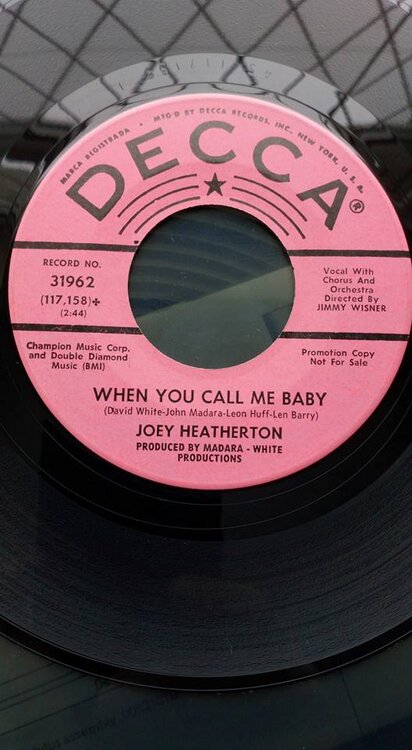 MARCA REGISTRADA • MFG'D BY DECCA RECORDS, INC., NEW YORK, U. S. A.
DECCA®
RECORD NO.
31962
(117,158)+
(2:44)
Vocal With
Chorus And
Orchestra
Directed By
JIMMY WISNER
Champion Music Corp.
and Double Diamond
Music (BMI)
Promotion Copy
Not For Sale
WHEN YOU CALL ME BABY
(David White-John Madara-Leon Huff-Len Barry)
JOEY HEATHERTON
PRODUCED BY MADARA - WHITE
PRODUCTIONS